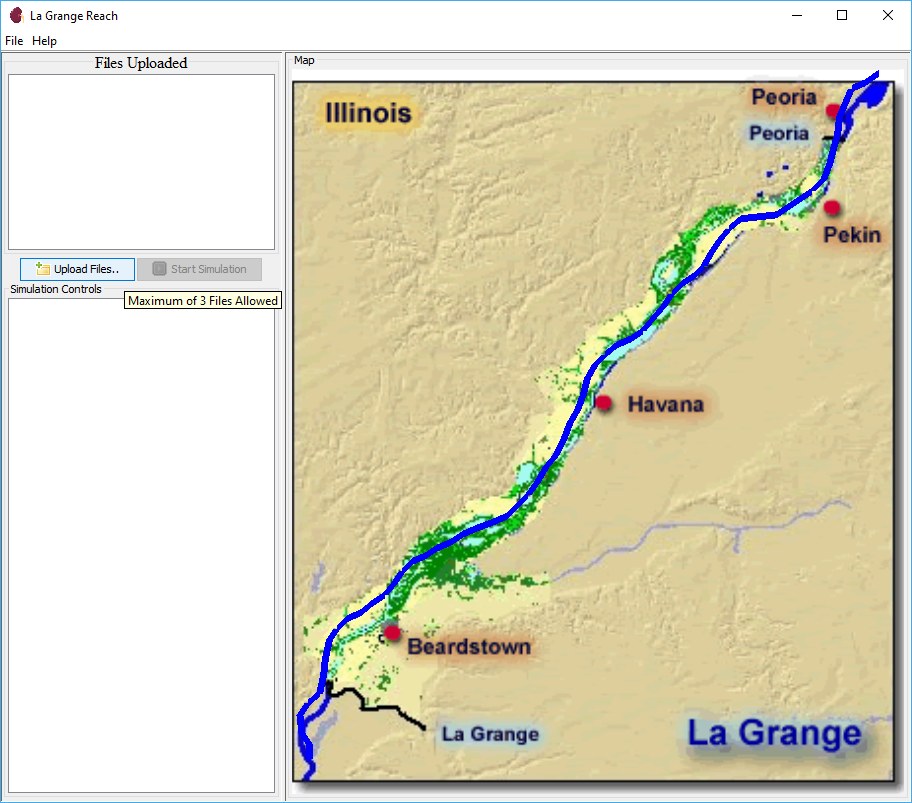 La Grange Reach
File Help
Files Uploaded
Upload Files..
Start Simulation
Simulation Controls
Maximum of 3 Files Allowed
Map
Illinois
Peoria
Peoria
Pekin
Havana
Beardstown
La Grange
La Grange